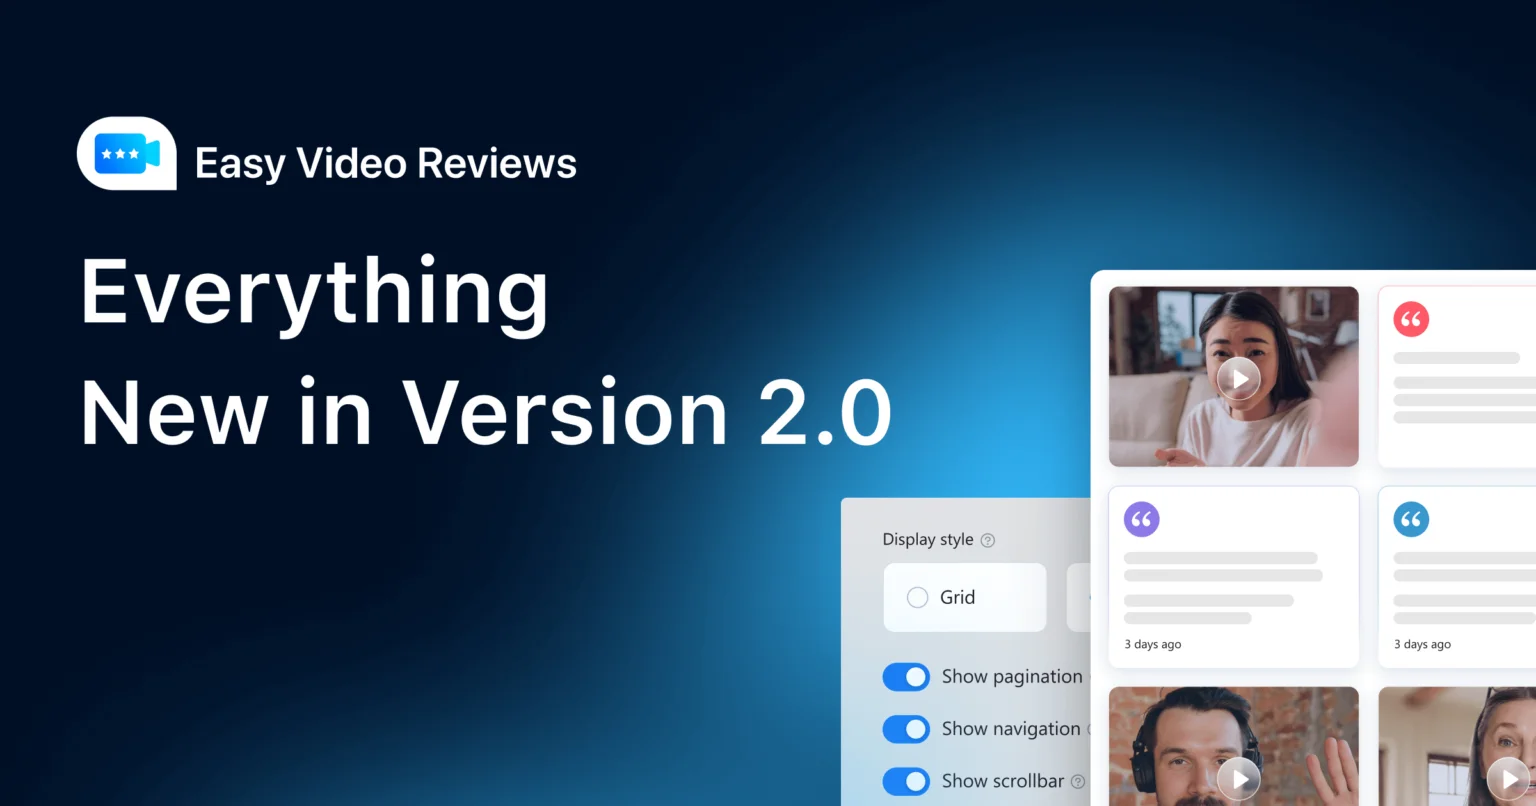 Easy Video Reviews
Everything
New in Version 2.0
Display style
Grid
Show pagination
Show navigation
Show scrollbar
3 days ago
3 days ago